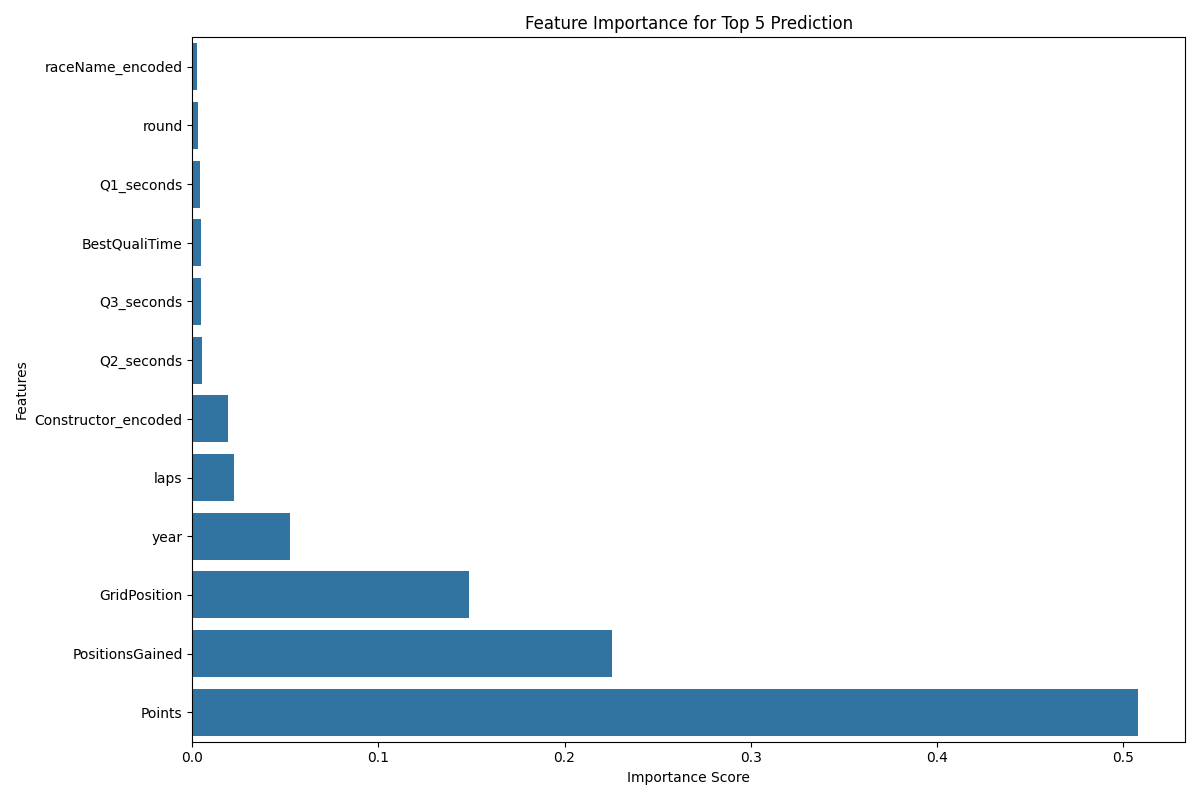 Feature Importance for Top 5 Prediction
raceName_encoded
round
Q1_seconds
BestQualiTime
Q3_seconds
Q2_seconds
Constructor_encoded
laps
year
GridPosition
PositionsGained
Points
Features
0.0 0.1 0.2 0.3 0.4 0.5
Importance Score